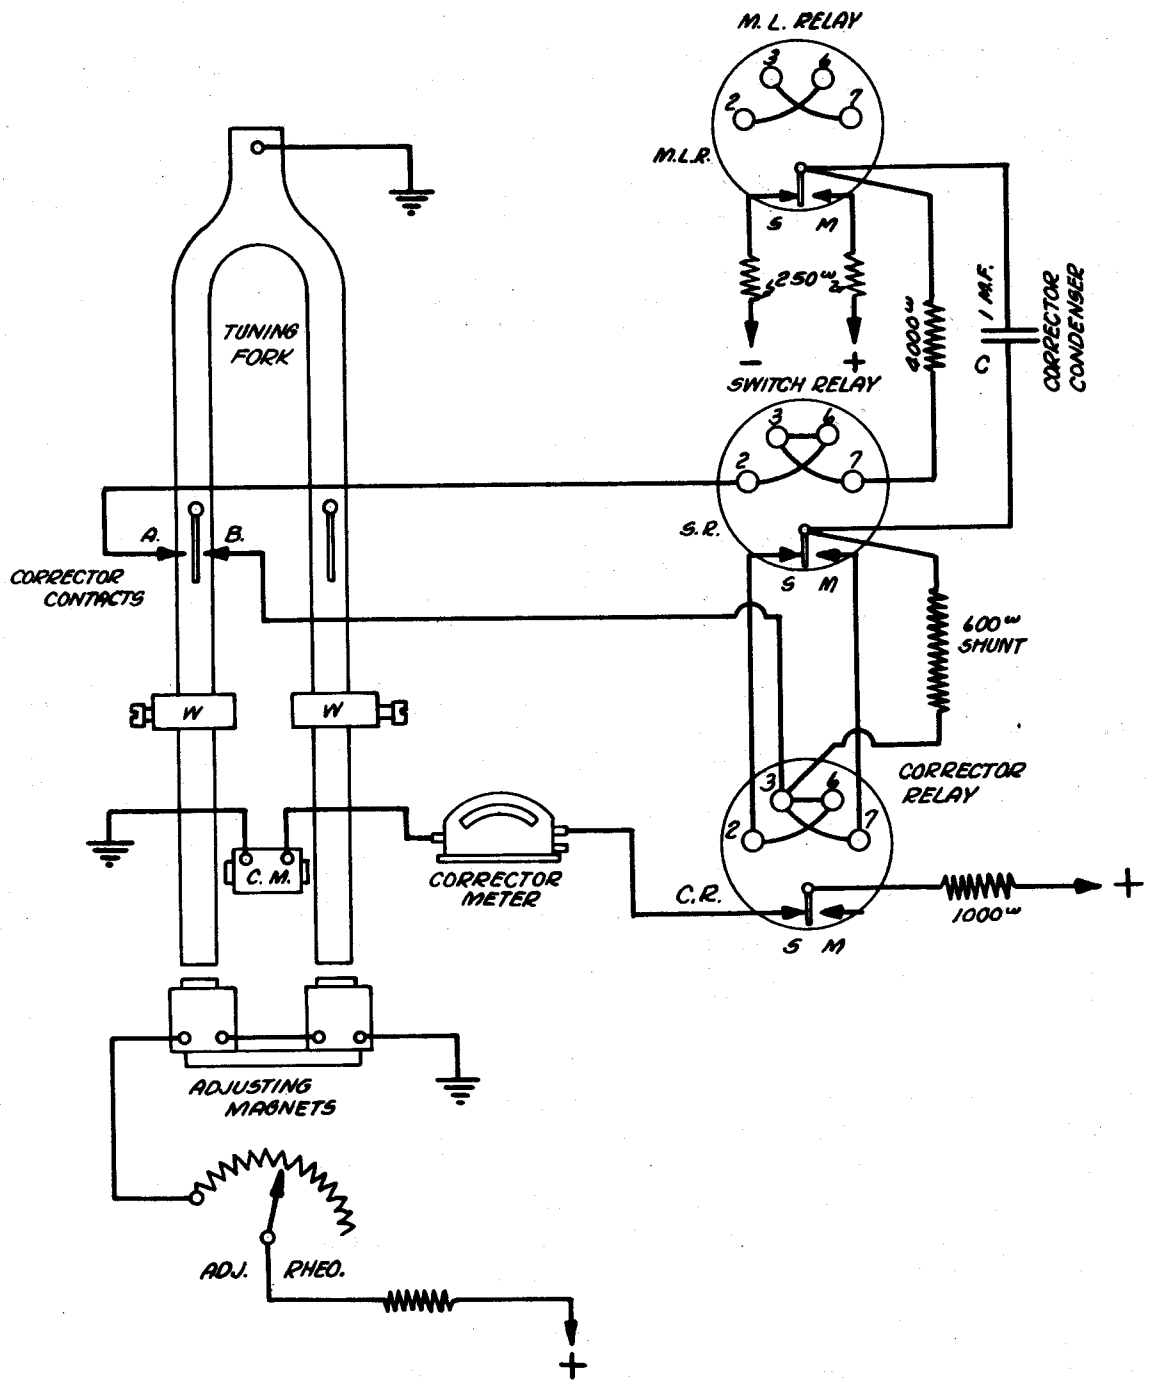 M. L. RELAY
3 6
2 7
M.L.R.
S M
250ω
- +
4000ω
1 M.F.
C
CORRECTOR
CONDENSER
TUNING
FORK
SWITCH RELAY
3 6
2 7
S.R.
S M
A. B.
CORRECTOR
CONTACTS
600ω
SHUNT
W W
CORRECTOR
RELAY
3 6
2 7
C.R.
S M
1000ω
+
C. M.
CORRECTOR
METER
ADJUSTING
MAGNETS
ADJ. RHEO.
+